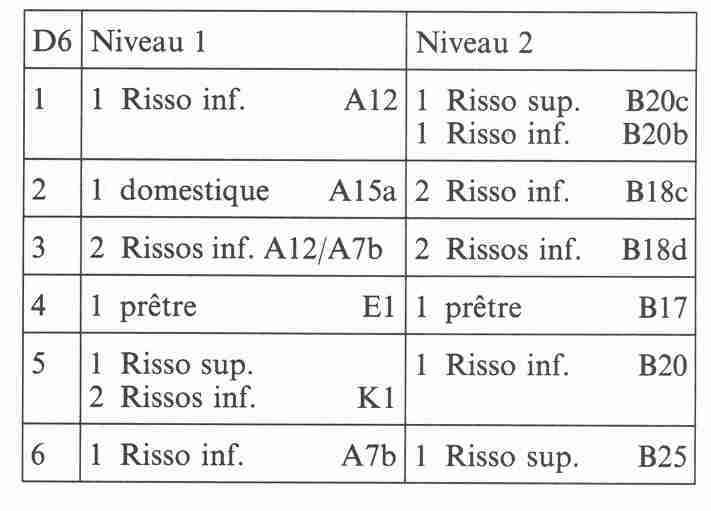 D6 Niveau 1 Niveau 2
1 1 Risso inf. A12 1 Risso sup. B20c
1 Risso inf. B20b
2 1 domestique A15a 2 Risso inf. B18c
3 2 Rissos inf. A12/A7b 2 Rissos inf. B18d
4 1 prêtre E1 1 prêtre B17
5 1 Risso sup. 1 Risso inf. B20
2 Rissos inf. K1
6 1 Risso inf. A7b 1 Risso sup. B25